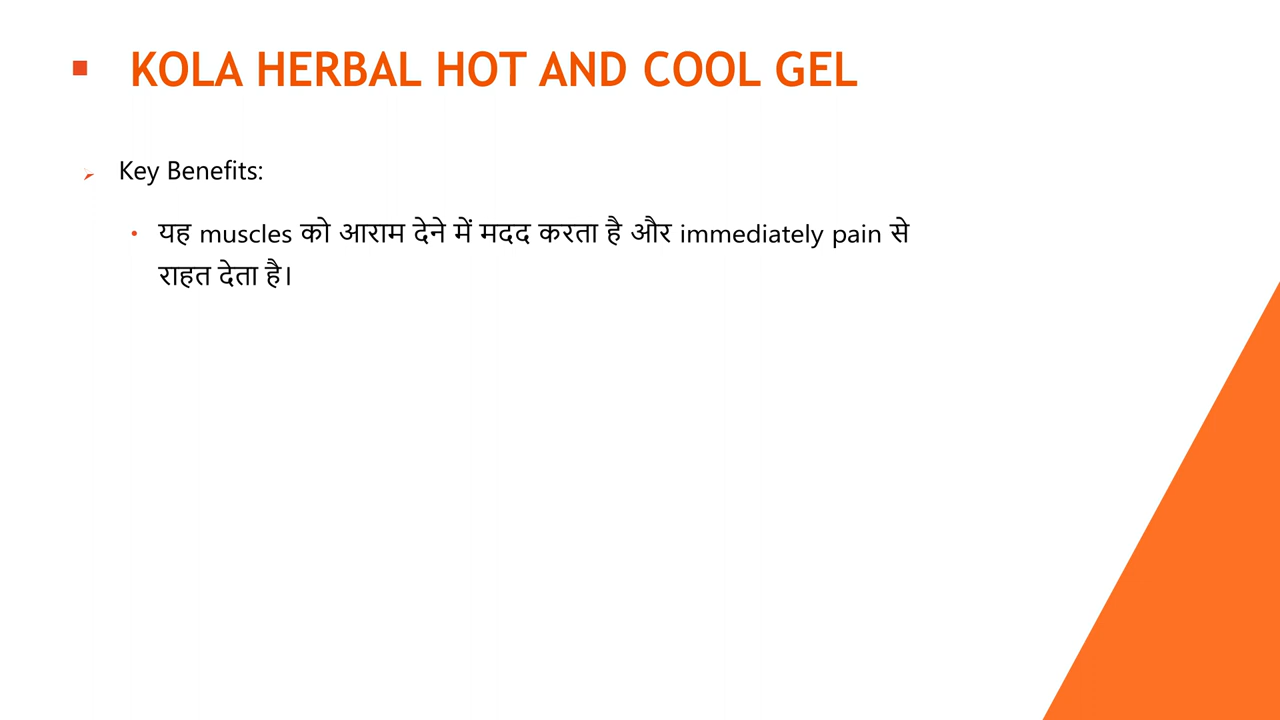 KOLA HERBAL HOT AND COOL GEL
Key Benefits:
यह muscles को आराम देने में मदद करता है और immediately pain से
राहत देता है।